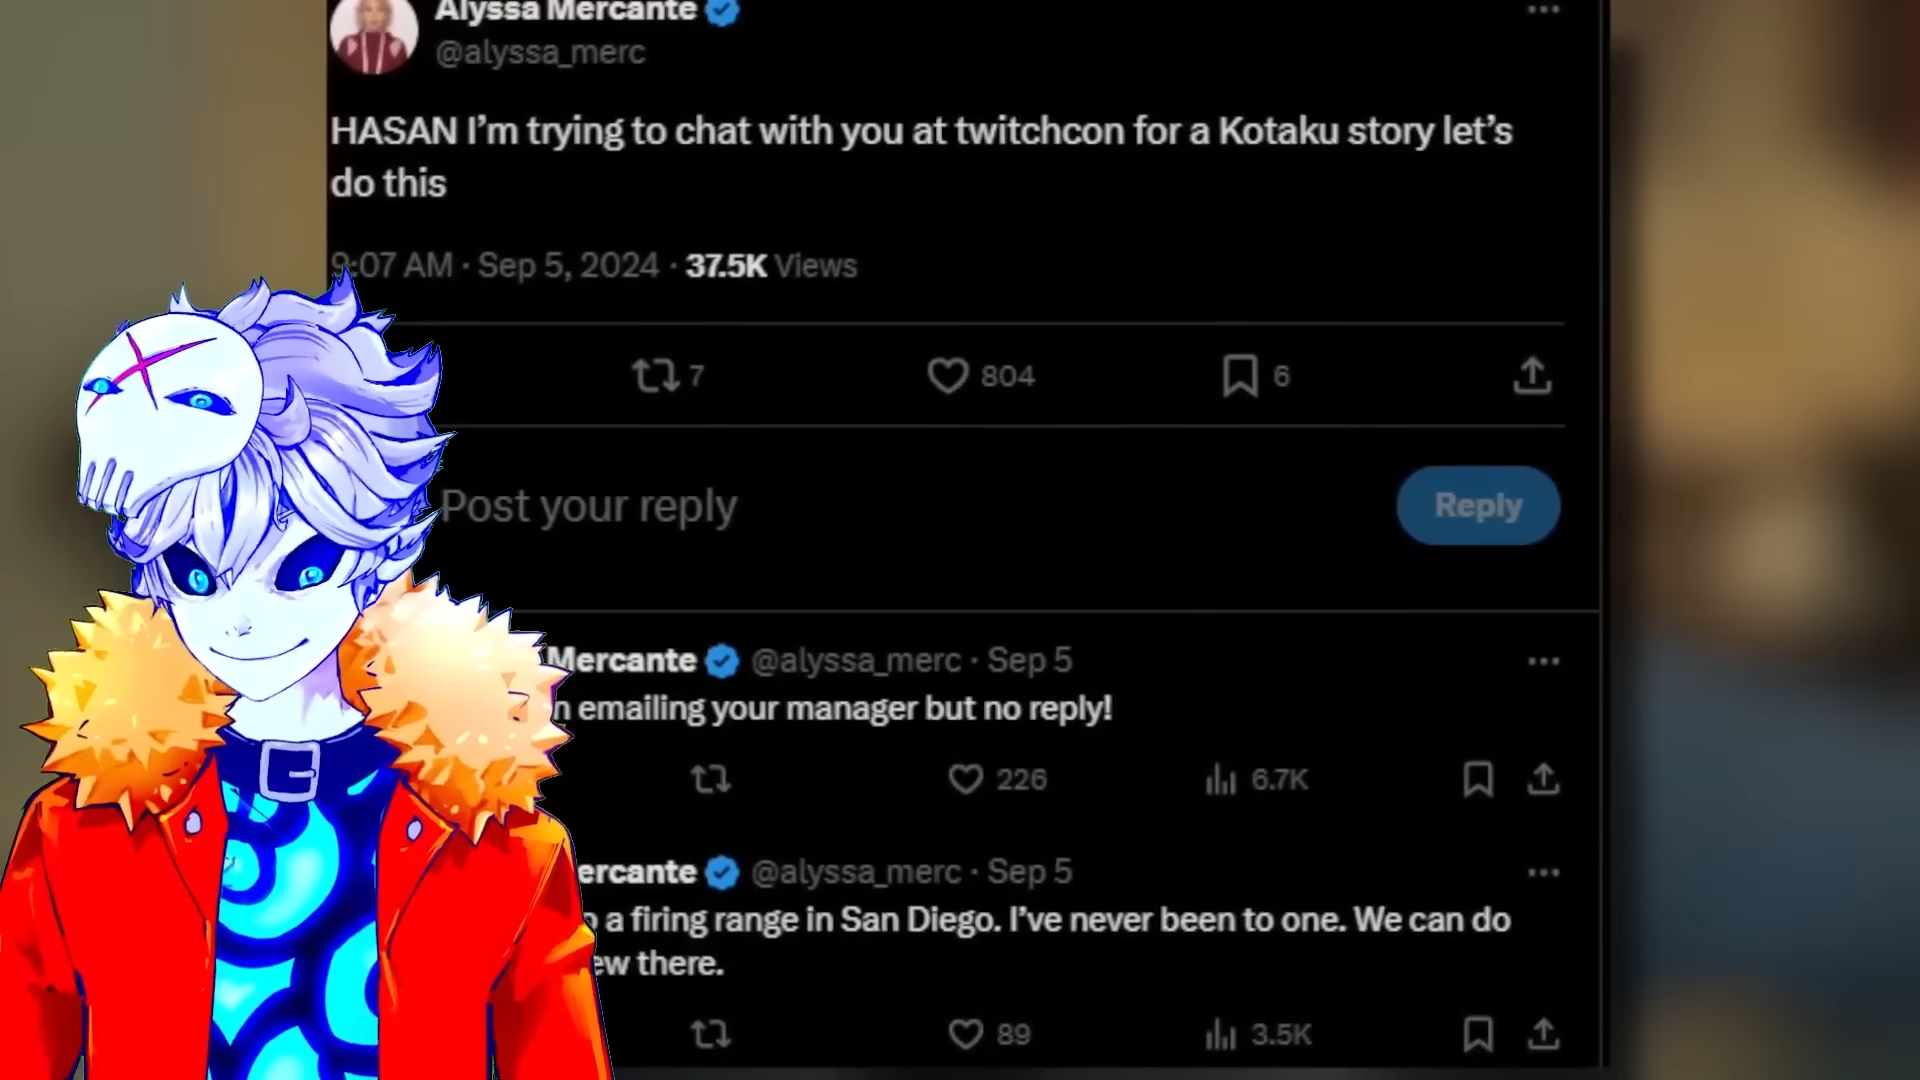 Alyssa Mercante
@alyssa_merc
HASAN I'm trying to chat with you at twitchcon for a Kotaku story let's
do this
9:07 AM · Sep 5, 2024 · 37.5K Views
7 804 6
Post your reply Reply
Mercante @alyssa_merc · Sep 5
emailing your manager but no reply!
226 6.7K
ercante @alyssa_merc · Sep 5
a firing range in San Diego. I've never been to one. We can do
ew there.
89 3.5K